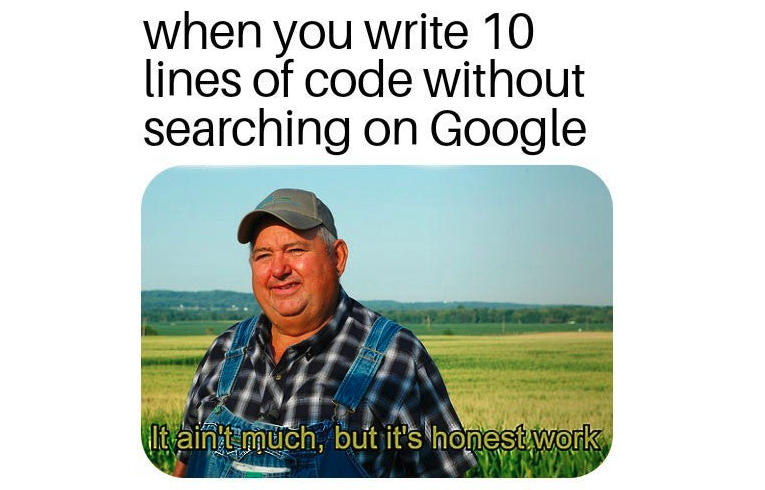 when you write 10
lines of code without
searching on Google
It ain't much, but it's honest work